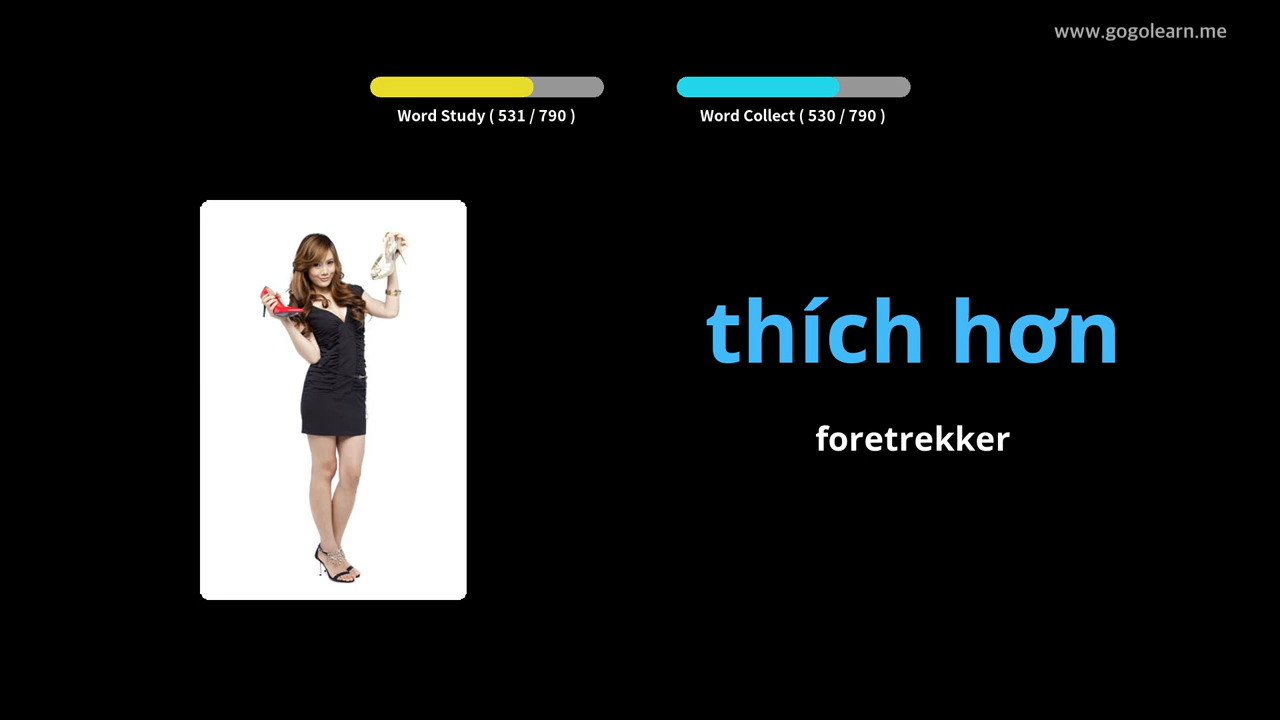 www.gogolearn.me
Word Study ( 531 / 790 )
Word Collect ( 530 / 790 )
thích hơn
foretrekker